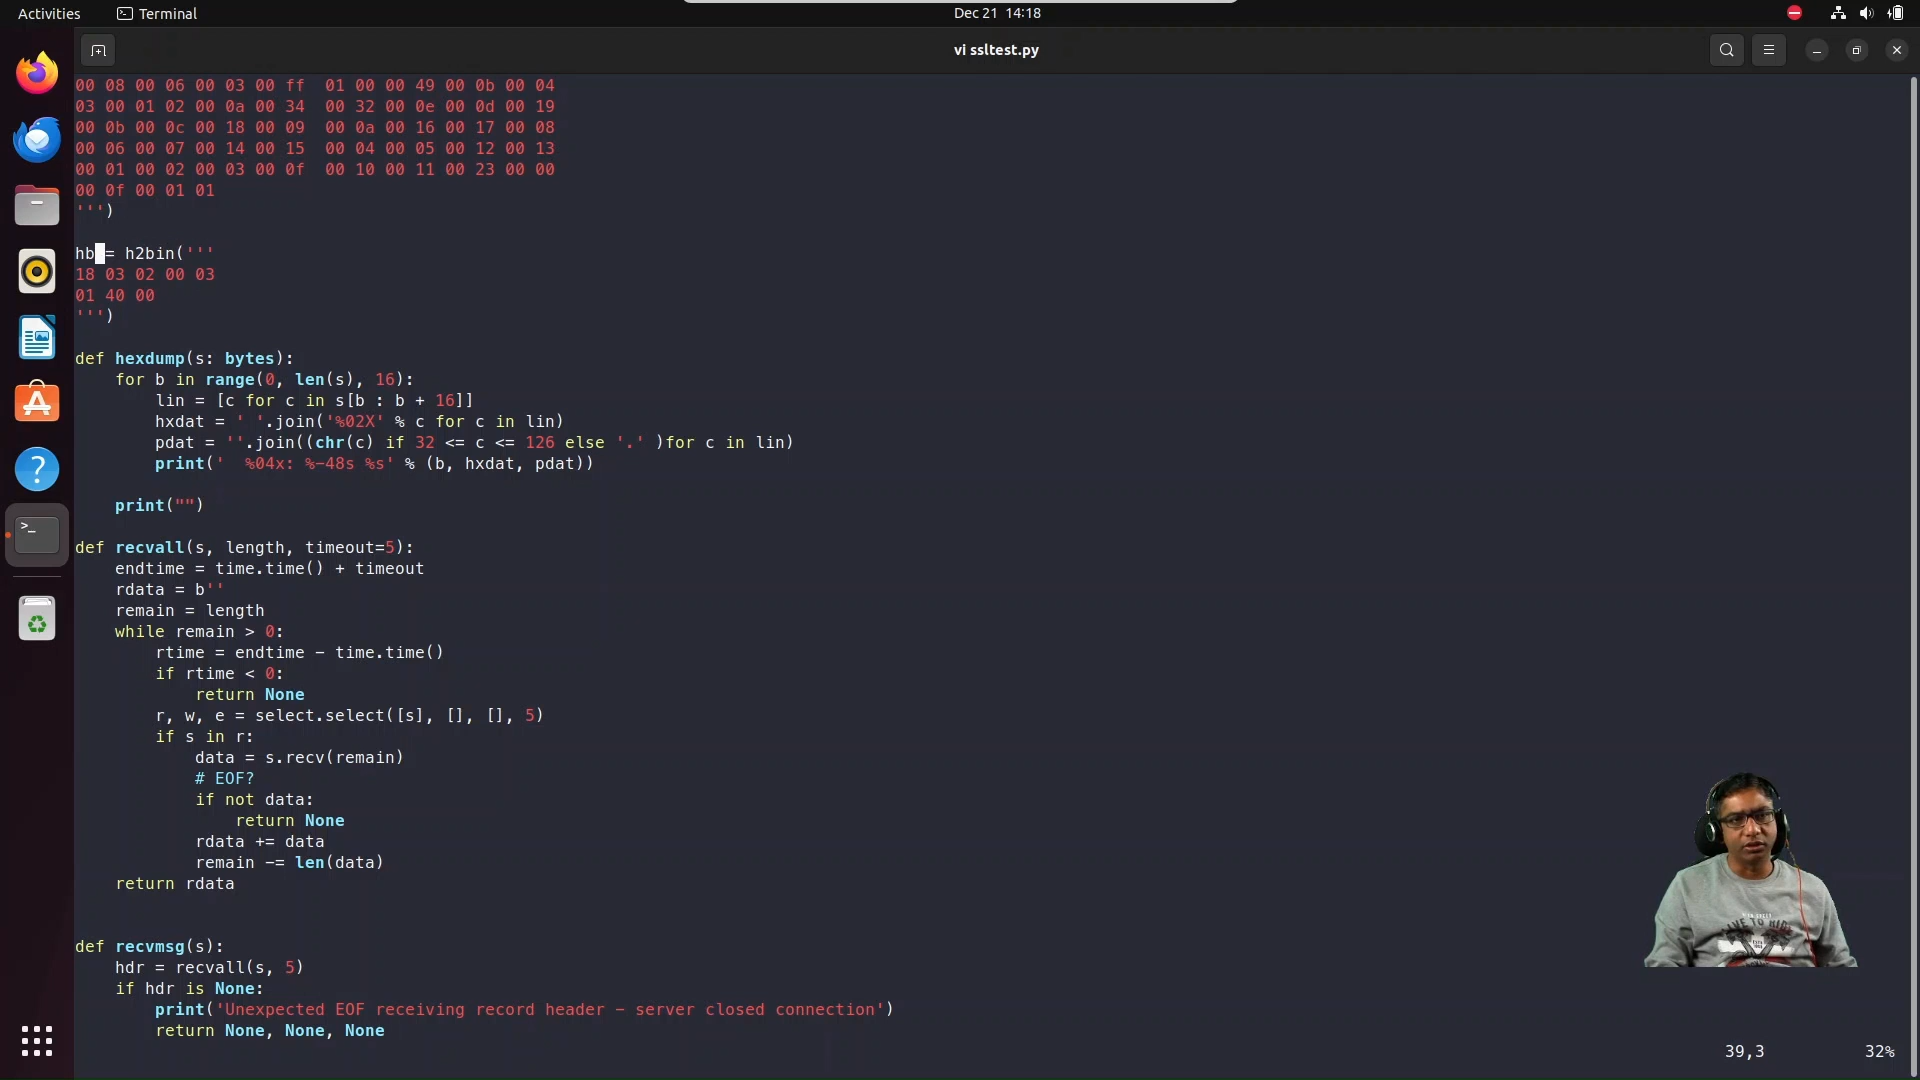 Activities
Terminal
Dec 21 14:18
vi ssltest.py
00 08 00 06 00 03 00 ff  01 00 00 49 00 0b 00 04
03 00 01 02 00 0a 00 34  00 32 00 0e 00 0d 00 19
00 0b 00 0c 00 18 00 09  00 0a 00 16 00 17 00 08
00 06 00 07 00 14 00 15  00 04 00 05 00 12 00 13
00 01 00 02 00 03 00 0f  00 10 00 11 00 23 00 00
00 0f 00 01 01
''')
hb = h2bin('''
18 03 02 00 03
01 40 00
''')
def hexdump(s: bytes):
    for b in range(0, len(s), 16):
        lin = [c for c in s[b : b + 16]]
        hxdat = ' '.join('%02X' % c for c in lin)
        pdat = ''.join((chr(c) if 32 <= c <= 126 else '.' )for c in lin)
        print('  %04x: %-48s %s' % (b, hxdat, pdat))
    print("")
def recvall(s, length, timeout=5):
    endtime = time.time() + timeout
    rdata = b''
    remain = length
    while remain > 0:
        rtime = endtime - time.time()
        if rtime < 0:
            return None
        r, w, e = select.select([s], [], [], 5)
        if s in r:
            data = s.recv(remain)
            # EOF?
            if not data:
                return None
            rdata += data
            remain -= len(data)
    return rdata
def recvmsg(s):
    hdr = recvall(s, 5)
    if hdr is None:
        print('Unexpected EOF receiving record header - server closed connection')
        return None, None, None
39,3
32%